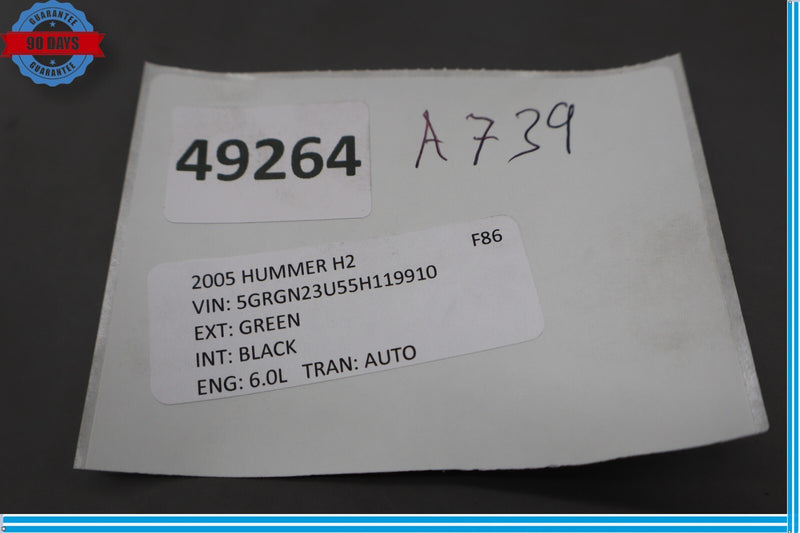 GUARANTEE
90 DAYS
GUARANTEE
49264
A739
F86
2005 HUMMER H2
VIN: 5GRGN23U55H119910
EXT: GREEN
INT: BLACK
ENG: 6.0L TRAN: AUTO